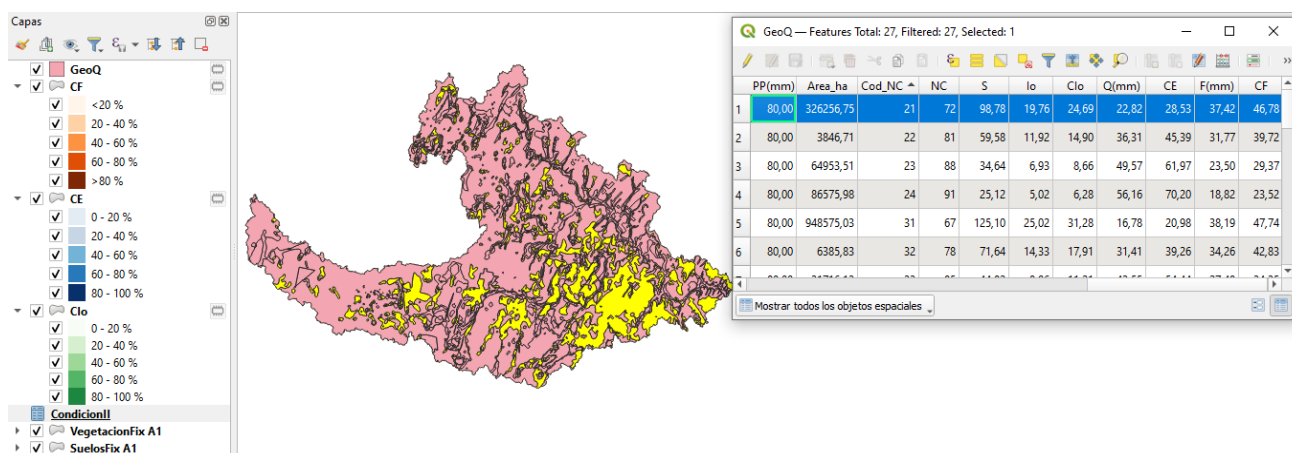 Capas
GeoQ
CF
<20 %
20 - 40 %
40 - 60 %
60 - 80 %
>80 %
CE
0 - 20 %
20 - 40 %
40 - 60 %
60 - 80 %
80 - 100 %
Clo
0 - 20 %
20 - 40 %
40 - 60 %
60 - 80 %
80 - 100 %
CondicionII
VegetacionFix A1
SuelosFix A1
GeoQ — Features Total: 27, Filtered: 27, Selected: 1
PP(mm) Area_ha Cod_NC NC S Io Clo Q(mm) CE F(mm) CF
1 80,00 326256,75 21 72 98,78 19,76 24,69 22,82 28,53 37,42 46,78
2 80,00 3846,71 22 81 59,58 11,92 14,90 36,31 45,39 31,77 39,72
3 80,00 64953,51 23 88 34,64 6,93 8,66 49,57 61,97 23,50 29,37
4 80,00 86575,98 24 91 25,12 5,02 6,28 56,16 70,20 18,82 23,52
5 80,00 948575,03 31 67 125,10 25,02 31,28 16,78 20,98 38,19 47,74
6 80,00 6385,83 32 78 71,64 14,33 17,91 31,41 39,26 34,26 42,83
Mostrar todos los objetos espaciales